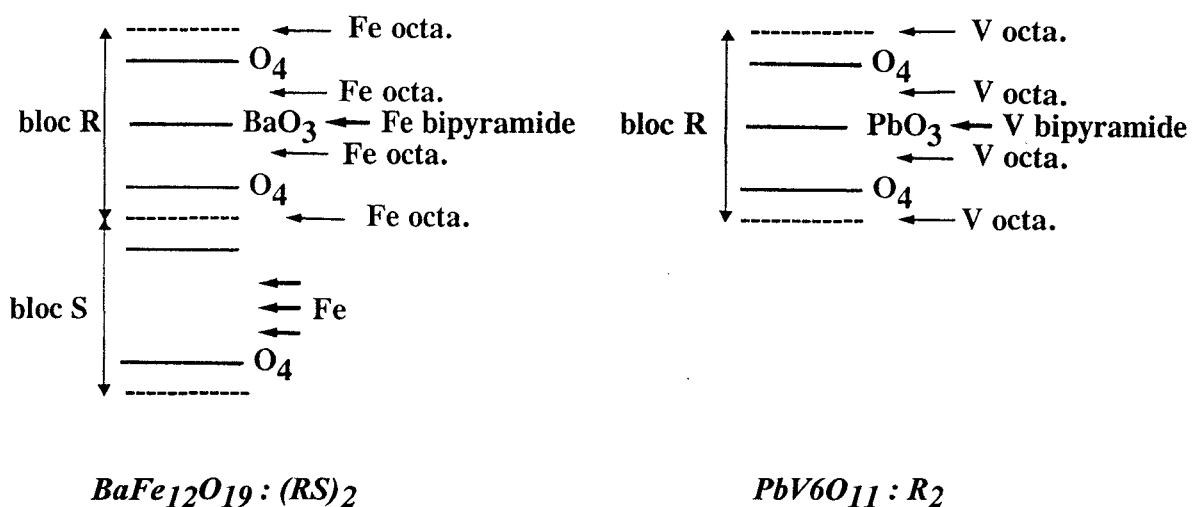 Fe octa.
O4
Fe octa.
bloc R
BaO3
Fe bipyramide
Fe octa.
O4
Fe octa.
bloc S
Fe
O4
BaFe12O19 : (RS)2
V octa.
O4
V octa.
bloc R
PbO3
V bipyramide
V octa.
O4
V octa.
PbV6O11 : R2